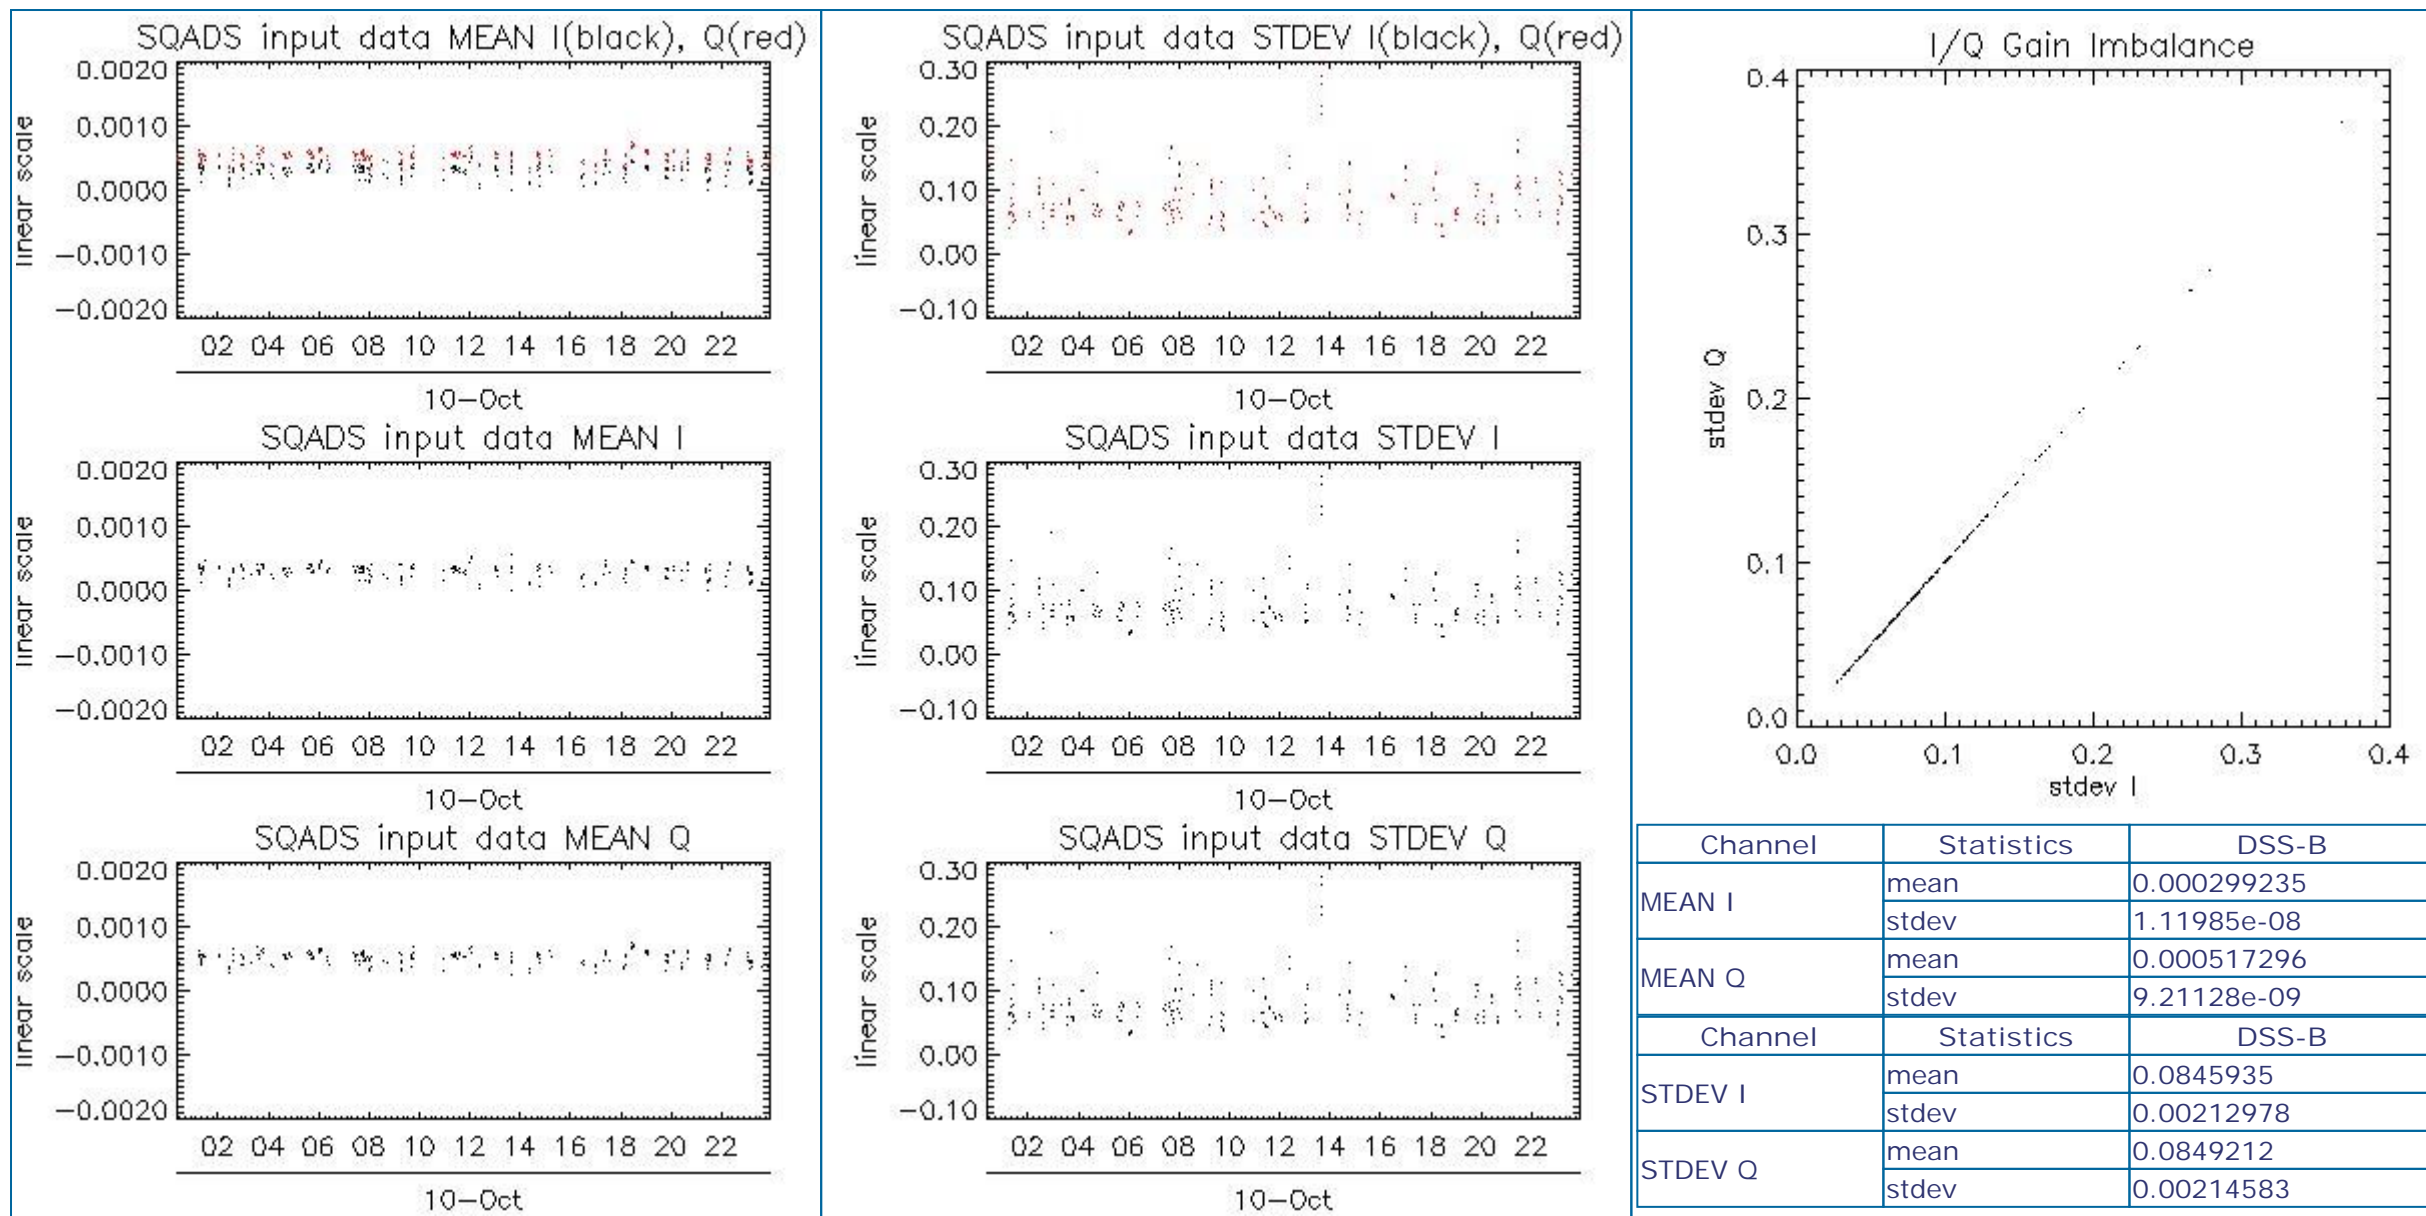 SQADS input data MEAN I(black), Q(red)
0.0020
0.0010
0.0000
−0.0010
−0.0020
linear scale
02 04 06 08 10 12 14 16 18 20 22
10−Oct
SQADS input data MEAN I
0.0020
0.0010
0.0000
−0.0010
−0.0020
linear scale
02 04 06 08 10 12 14 16 18 20 22
10−Oct
SQADS input data MEAN Q
0.0020
0.0010
0.0000
−0.0010
−0.0020
linear scale
02 04 06 08 10 12 14 16 18 20 22
10−Oct
SQADS input data STDEV I(black), Q(red)
0.30
0.20
0.10
0.00
−0.10
linear scale
02 04 06 08 10 12 14 16 18 20 22
10−Oct
SQADS input data STDEV I
0.30
0.20
0.10
0.00
−0.10
linear scale
02 04 06 08 10 12 14 16 18 20 22
10−Oct
SQADS input data STDEV Q
0.30
0.20
0.10
0.00
−0.10
linear scale
02 04 06 08 10 12 14 16 18 20 22
10−Oct
I/Q Gain Imbalance
0.4
0.3
0.2
0.1
0.0
stdev Q
0.0 0.1 0.2 0.3 0.4
stdev I
Channel Statistics DSS-B
MEAN I mean 0.000299235
stdev 1.11985e-08
MEAN Q mean 0.000517296
stdev 9.21128e-09
Channel Statistics DSS-B
STDEV I mean 0.0845935
stdev 0.00212978
STDEV Q mean 0.0849212
stdev 0.00214583